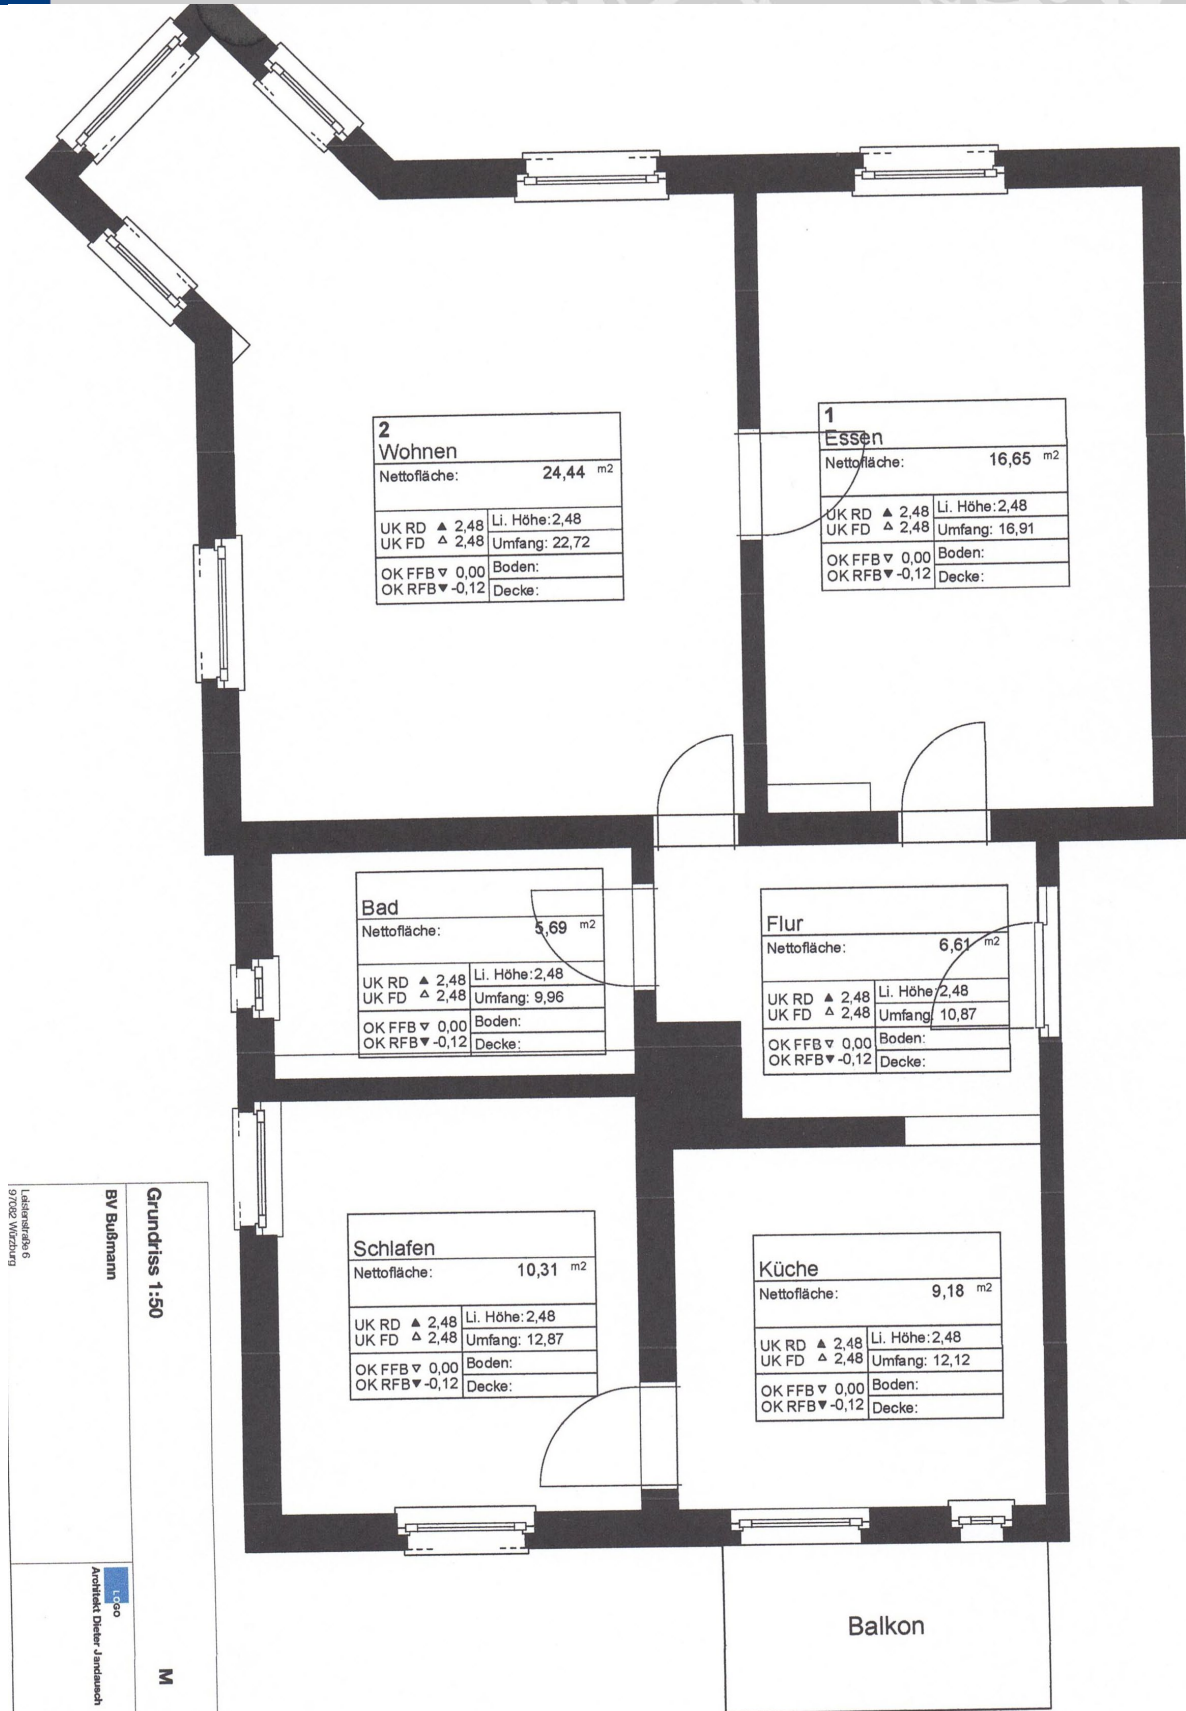 2
Wohnen
Nettofläche: 24,44 m2
UK RD ▲ 2,48 Li. Höhe:2,48
UK FD △ 2,48 Umfang: 22,72
OK FFB ▽ 0,00 Boden:
OK RFB ▼ -0,12 Decke:
1
Essen
Nettofläche: 16,65 m2
UK RD ▲ 2,48 Li. Höhe:2,48
UK FD △ 2,48 Umfang: 16,91
OK FFB ▽ 0,00 Boden:
OK RFB ▼ -0,12 Decke:
Bad
Nettofläche: 5,69 m2
UK RD ▲ 2,48 Li. Höhe:2,48
UK FD △ 2,48 Umfang: 9,96
OK FFB ▽ 0,00 Boden:
OK RFB ▼ -0,12 Decke:
Flur
Nettofläche: 6,61 m2
UK RD ▲ 2,48 Li. Höhe:2,48
UK FD △ 2,48 Umfang: 10,87
OK FFB ▽ 0,00 Boden:
OK RFB ▼ -0,12 Decke:
Schlafen
Nettofläche: 10,31 m2
UK RD ▲ 2,48 Li. Höhe:2,48
UK FD △ 2,48 Umfang: 12,87
OK FFB ▽ 0,00 Boden:
OK RFB ▼ -0,12 Decke:
Küche
Nettofläche: 9,18 m2
UK RD ▲ 2,48 Li. Höhe:2,48
UK FD △ 2,48 Umfang: 12,12
OK FFB ▽ 0,00 Boden:
OK RFB ▼ -0,12 Decke:
Balkon
Grundriss 1:50 M
BV Bußmann
Leistenstraße 6
97082 Würzburg
LOGO
Architekt Dieter Jandausch